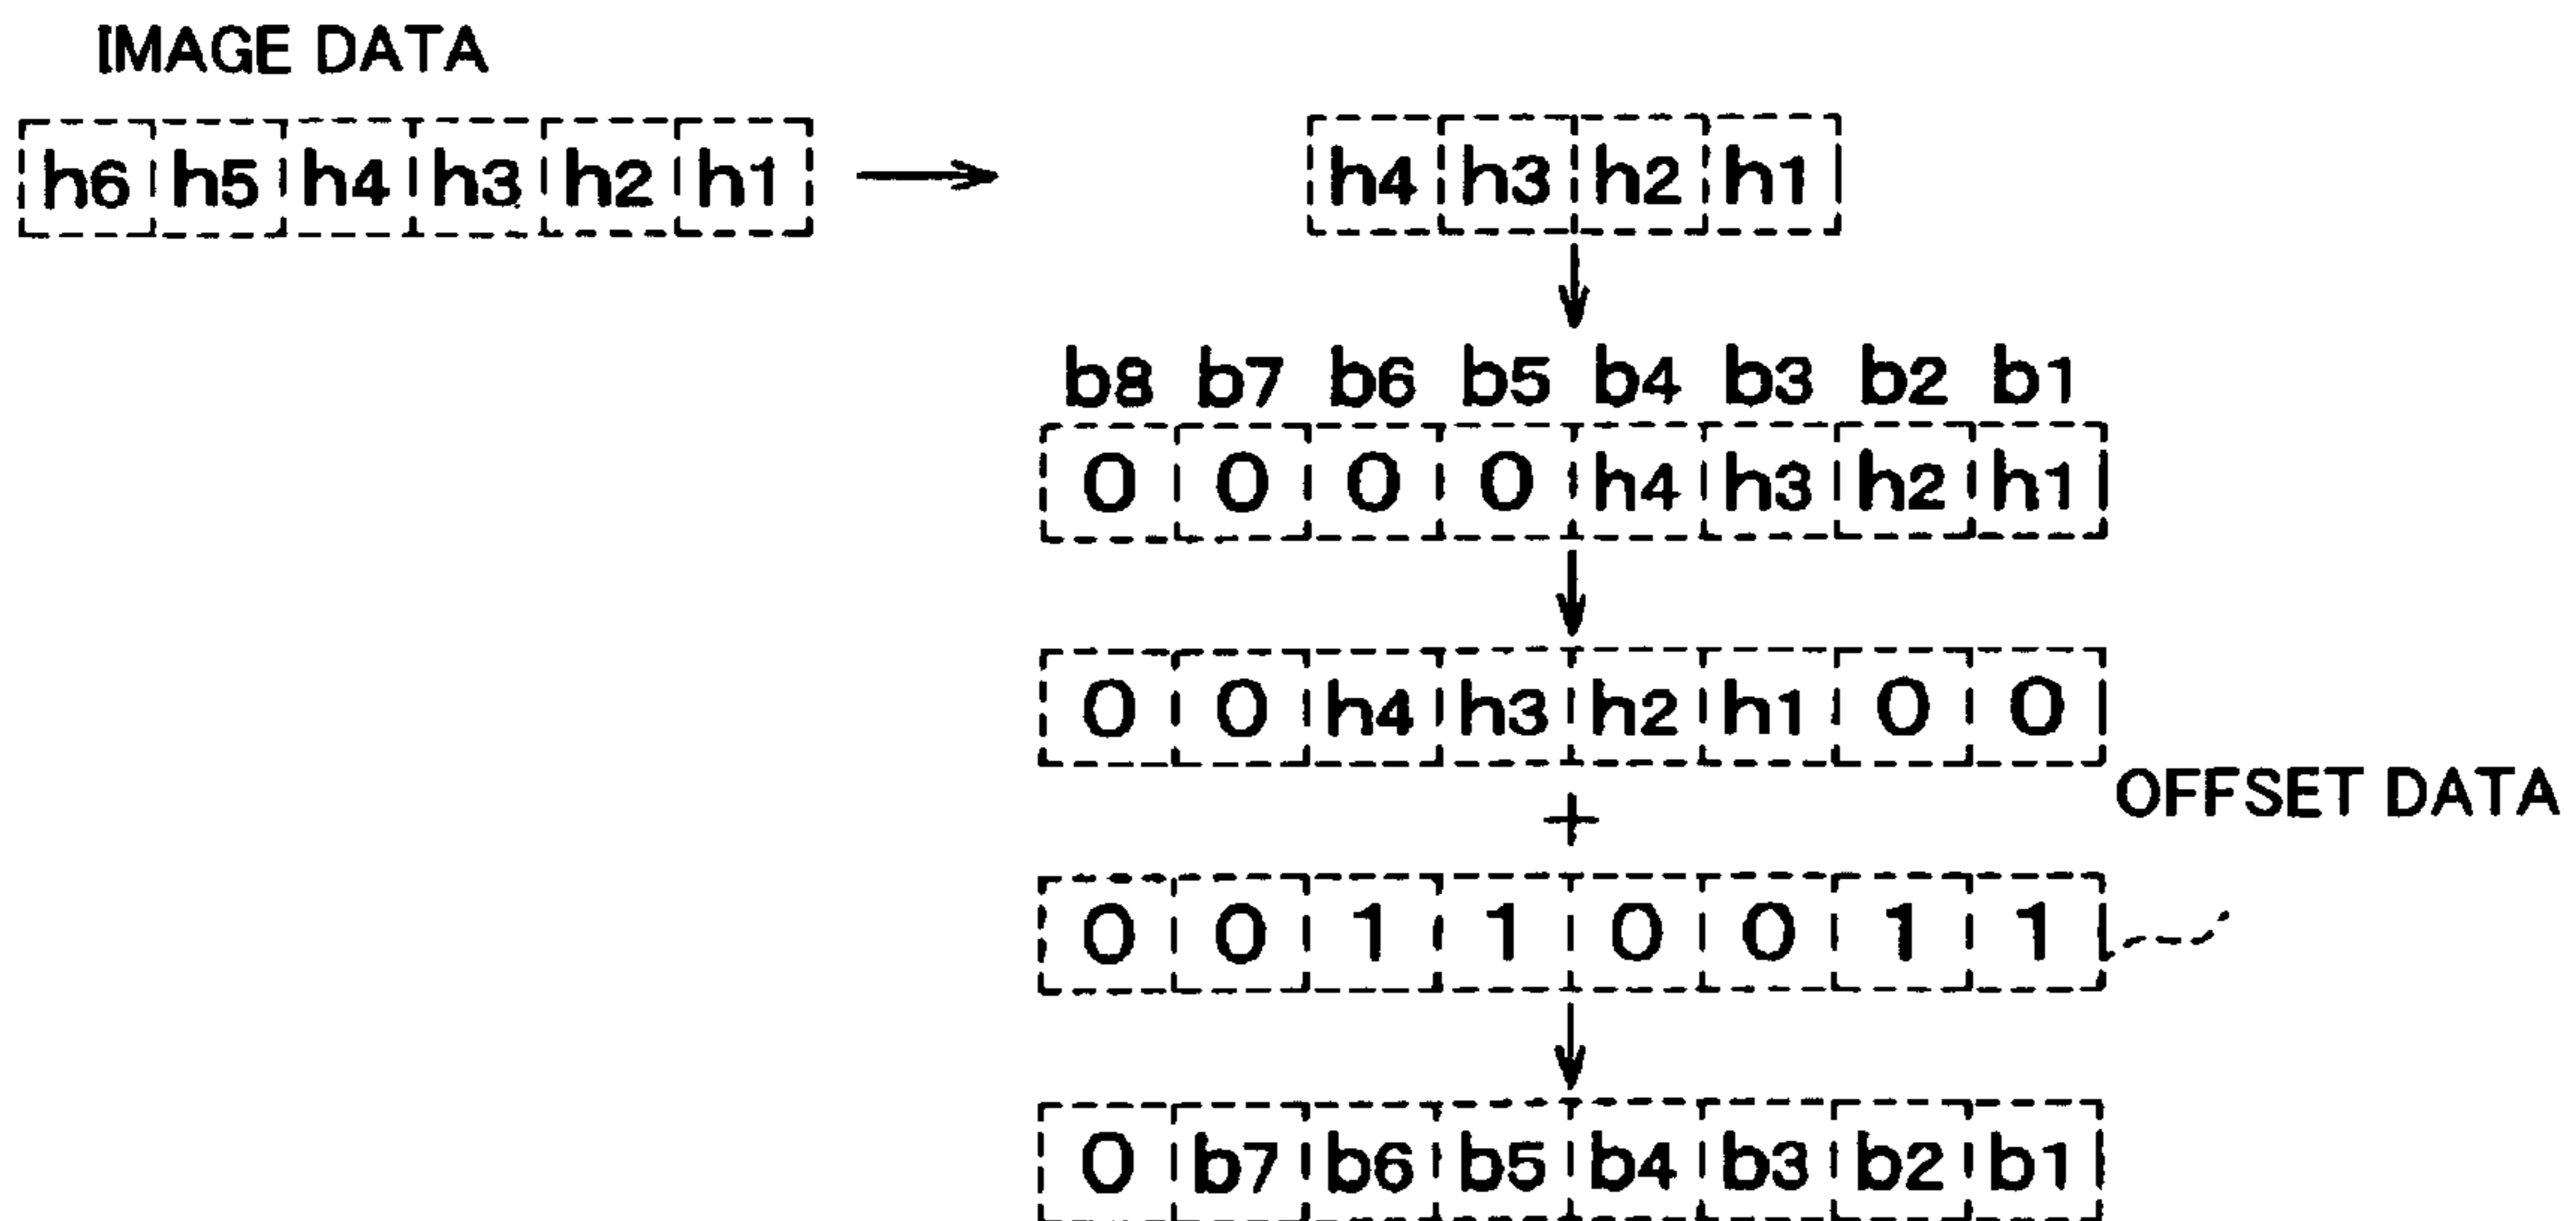 IMAGE DATA
h6 h5 h4 h3 h2 h1
h4 h3 h2 h1
b8 b7 b6 b5 b4 b3 b2 b1
0 0 0 0 h4 h3 h2 h1
0 0 h4 h3 h2 h1 0 0
+
OFFSET DATA
0 0 1 1 0 0 1 1
0 b7 b6 b5 b4 b3 b2 b1